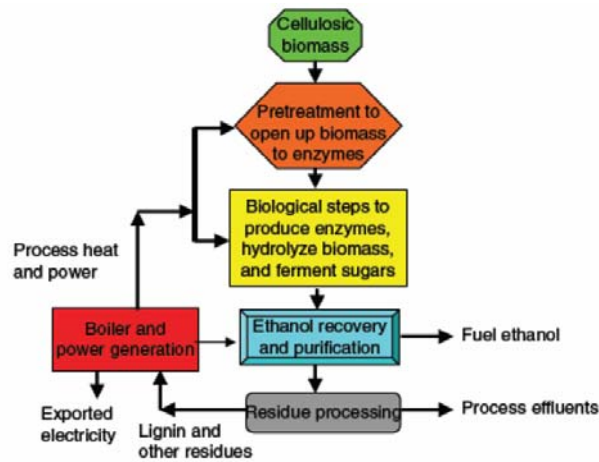 Cellulosic
biomass
Pretreatment to
open up biomass
to enzymes
Biological steps to
produce enzymes,
hydrolyze biomass,
and ferment sugars
Process heat
and power
Boiler and
power generation
Ethanol recovery
and purification
Fuel ethanol
Exported
electricity
Lignin and
other residues
Residue processing
Process effluents